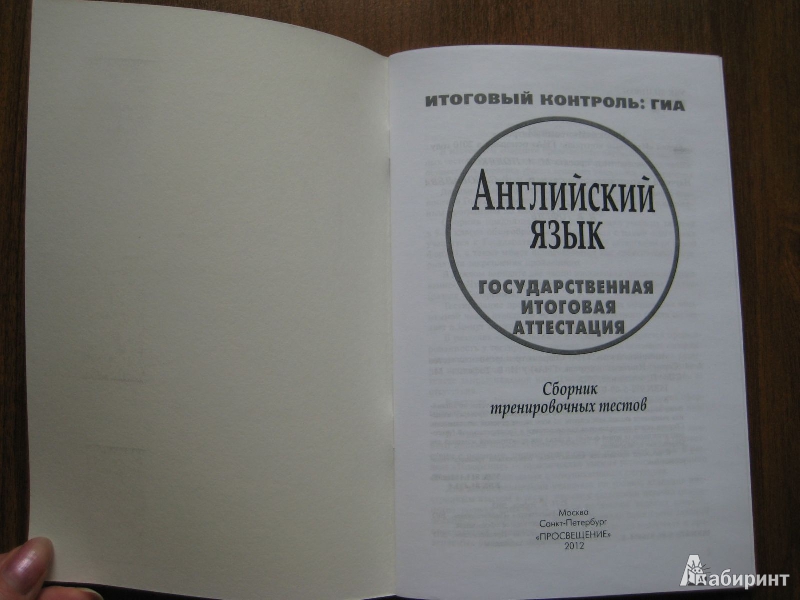 ИТОГОВЫЙ КОНТРОЛЬ: ГИА
АНГЛИЙСКИЙ
ЯЗЫК
ГОСУДАРСТВЕННАЯ
ИТОГОВАЯ
АТТЕСТАЦИЯ
Сборник
тренировочных тестов
Москва
Санкт-Петербург
«ПРОСВЕЩЕНИЕ»
2012
Лабиринт